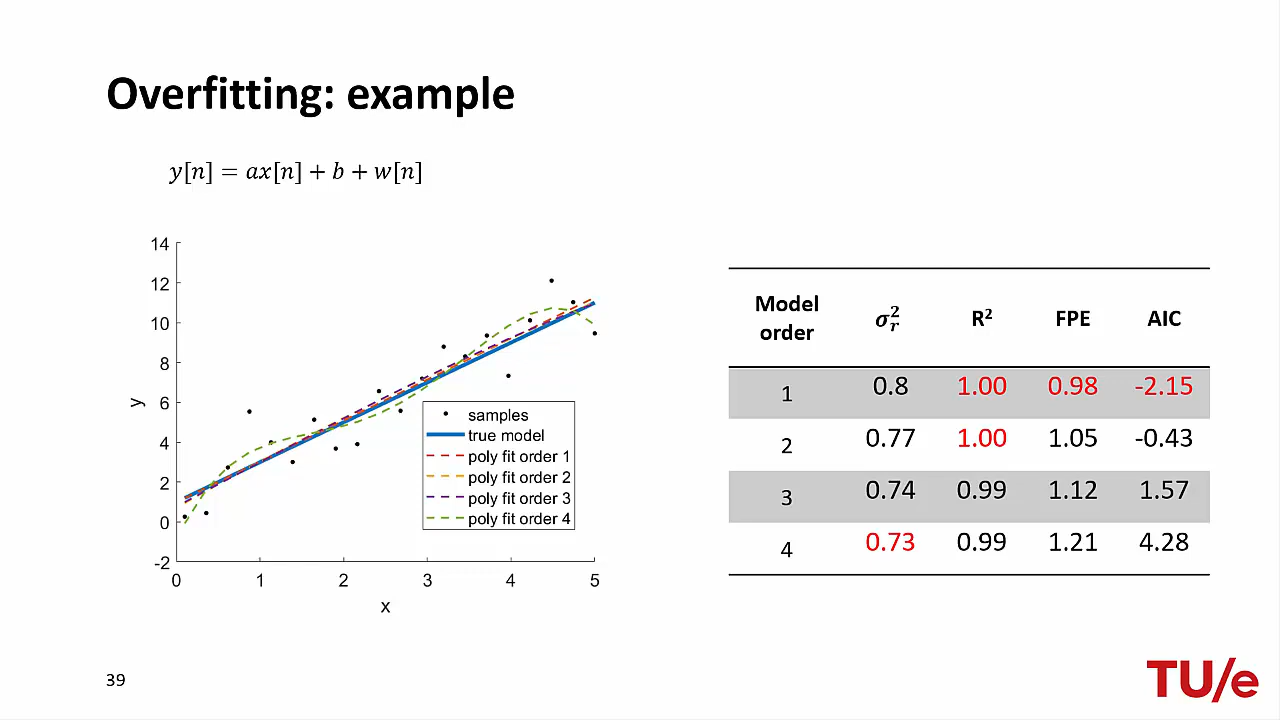 Overfitting: example
y[n] = ax[n] + b + w[n]
14
12
10
8
6
4
2
0
-2
0 1 2 3 4 5
x
y
samples
true model
poly fit order 1
poly fit order 2
poly fit order 3
poly fit order 4
Model order σ_r^2 R² FPE AIC
1 0.8 1.00 0.98 -2.15
2 0.77 1.00 1.05 -0.43
3 0.74 0.99 1.12 1.57
4 0.73 0.99 1.21 4.28
39
TU/e